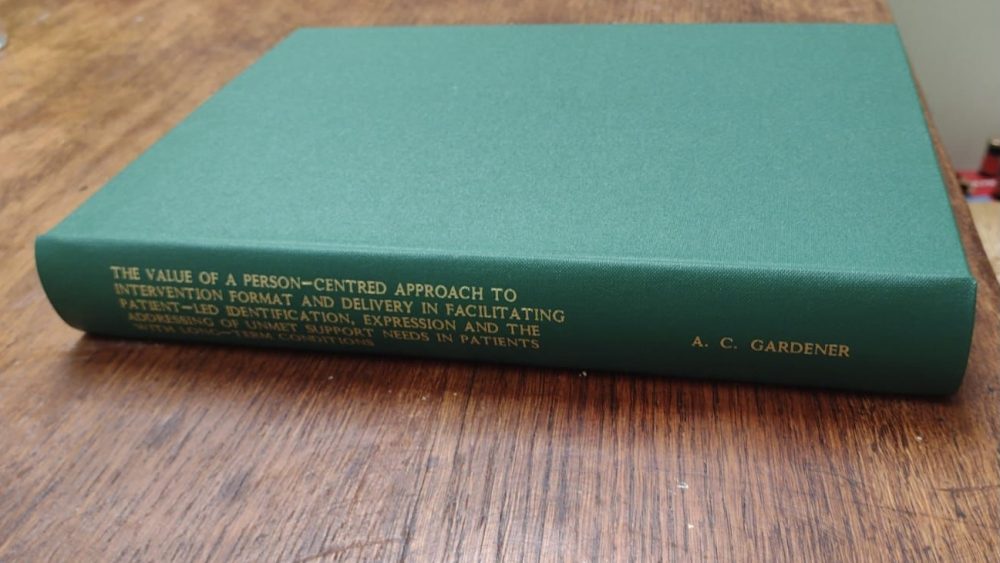 THE VALUE OF A PERSON—CENTRED APPROACH TO
INTERVENTION FORMAT AND DELIVERY IN FACILITATING
PATIENT—LED IDENTIFICATION, EXPRESSION AND THE
ADDRESSING OF UNMET SUPPORT NEEDS IN PATIENTS
WITH LONG—TERM CONDITIONS
A. C. GARDENER